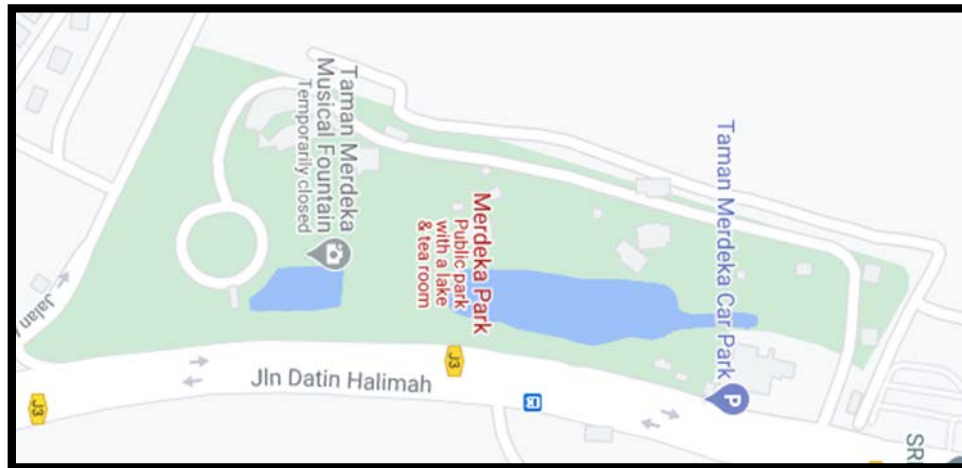 Taman Merdeka
Musical Fountain
Temporarily closed
Merdeka Park
Public park
with a lake
& tea room
Taman Merdeka Car Park
P
J3
Jln Datin Halimah
J3
Jalan
SR